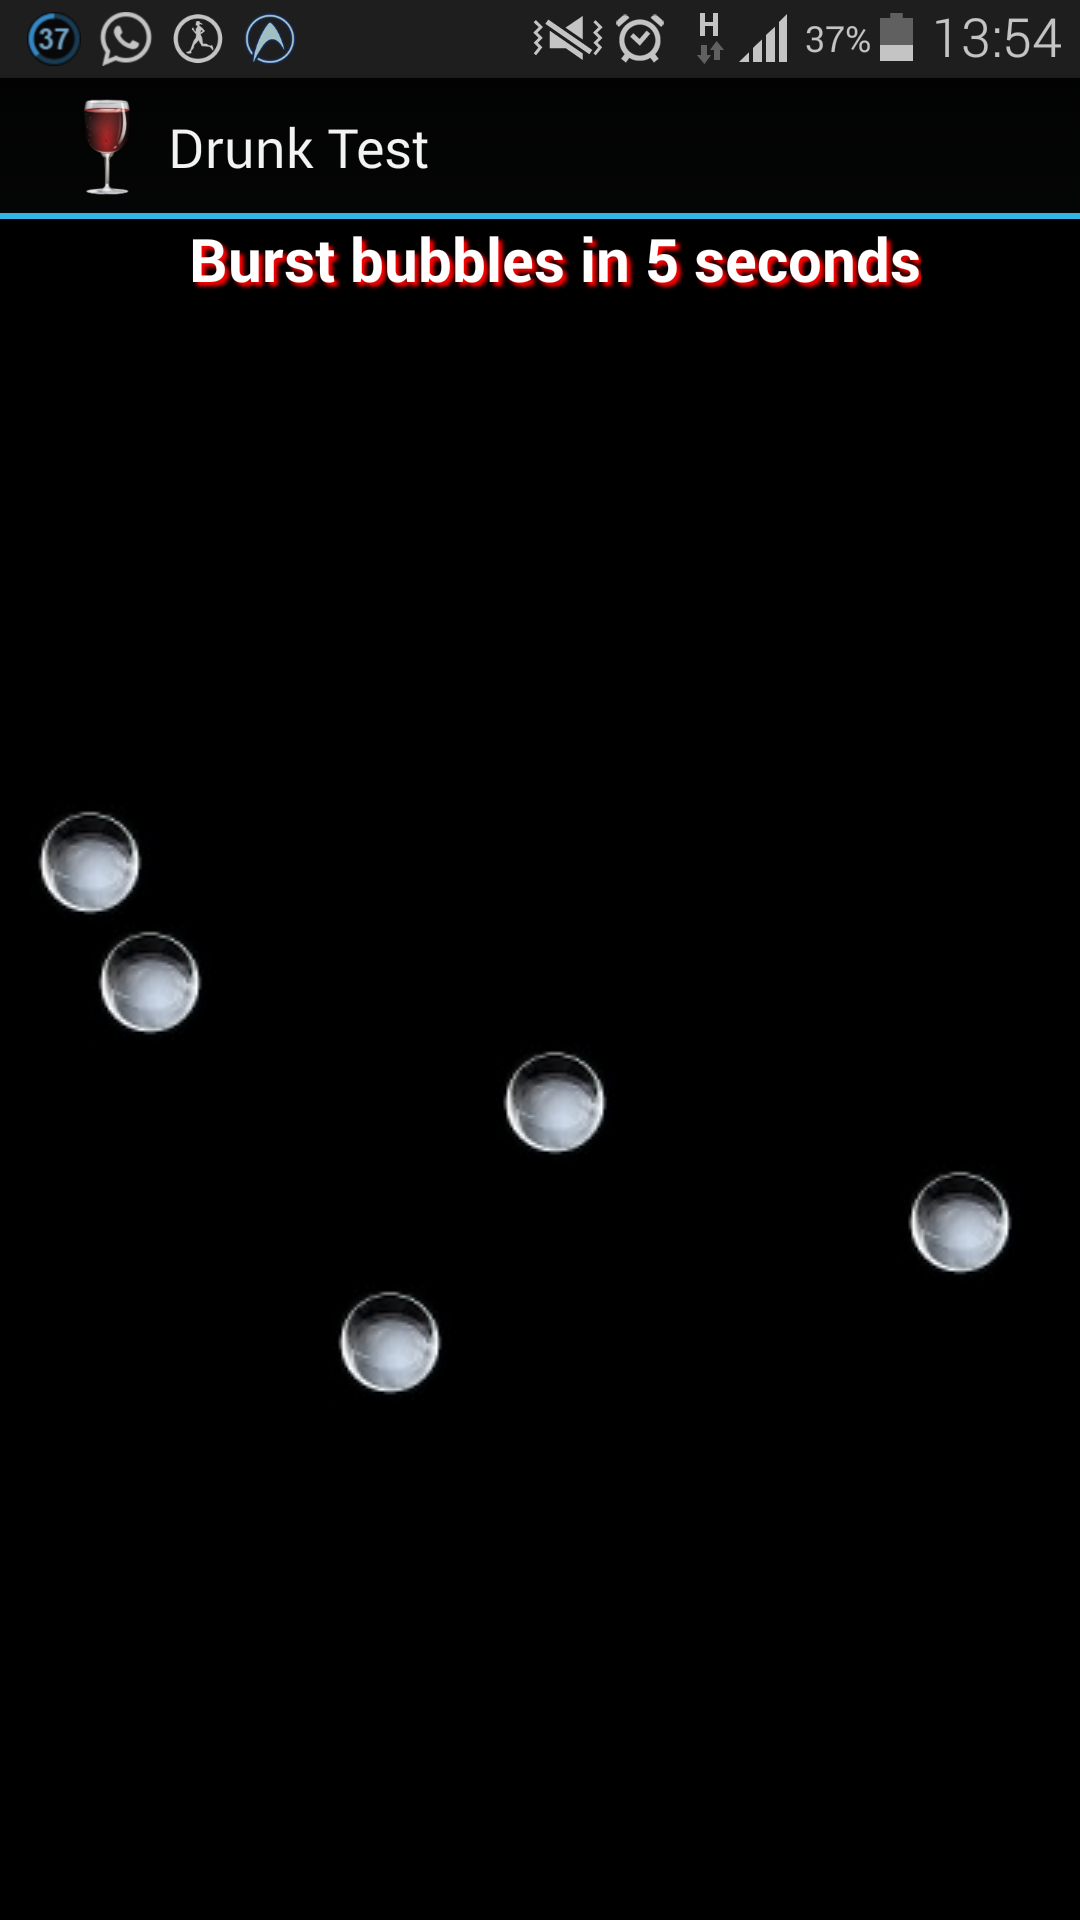 37 H 37% 13:54
Drunk Test
Burst bubbles in 5 seconds